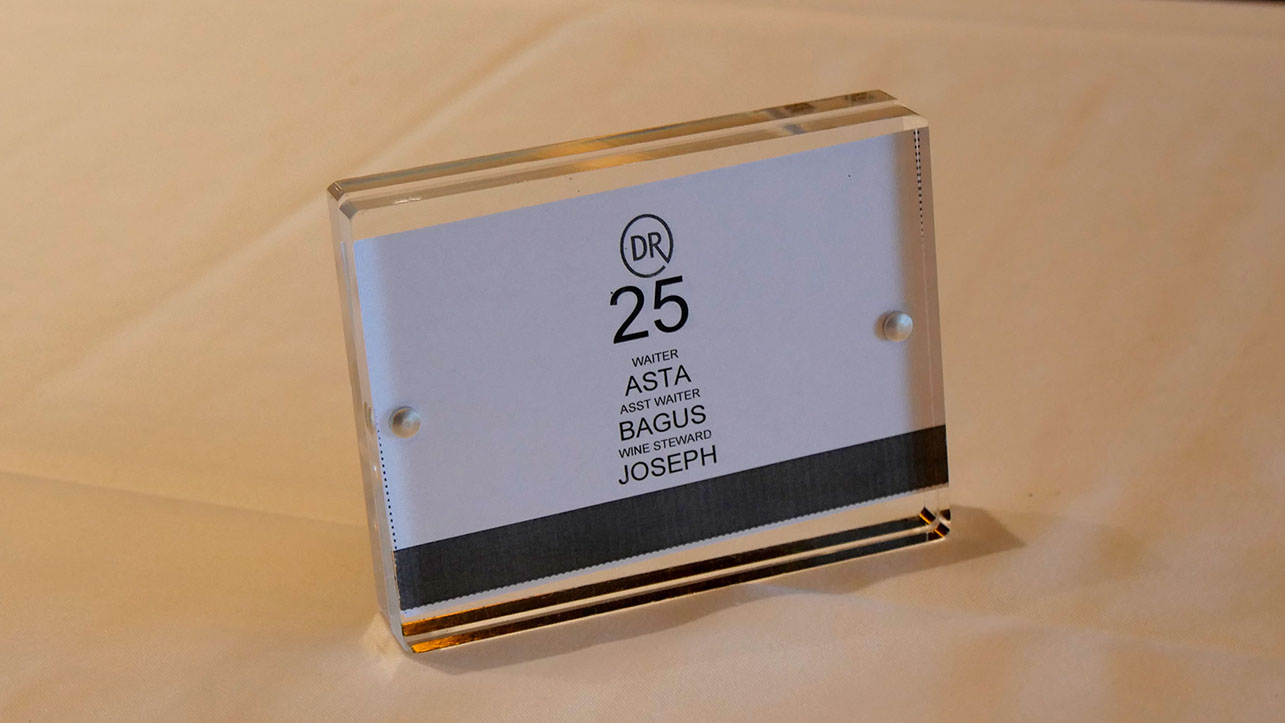 DR
25
WAITER
ASTA
ASST WAITER
BAGUS
WINE STEWARD
JOSEPH